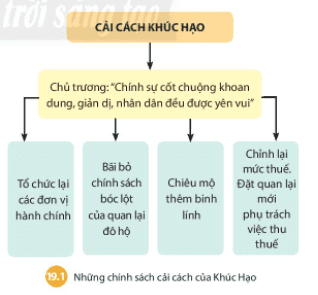 trời sáng tạo
CẢI CÁCH KHÚC HẠO
Chủ trương: "Chính sự cốt chuộng khoan
dung, giản dị, nhân dân đều được yên vui"
Tổ chức lại
các đơn vị
hành chính
Bãi bỏ
chính sách
bóc lột
của quan lại
đô hộ
Chiêu mộ
thêm binh
lính
Chỉnh lại
mức thuế.
Đặt quan lại
mới
phụ trách
việc thu
thuế
19.1 Những chính sách cải cách của Khúc Hạo